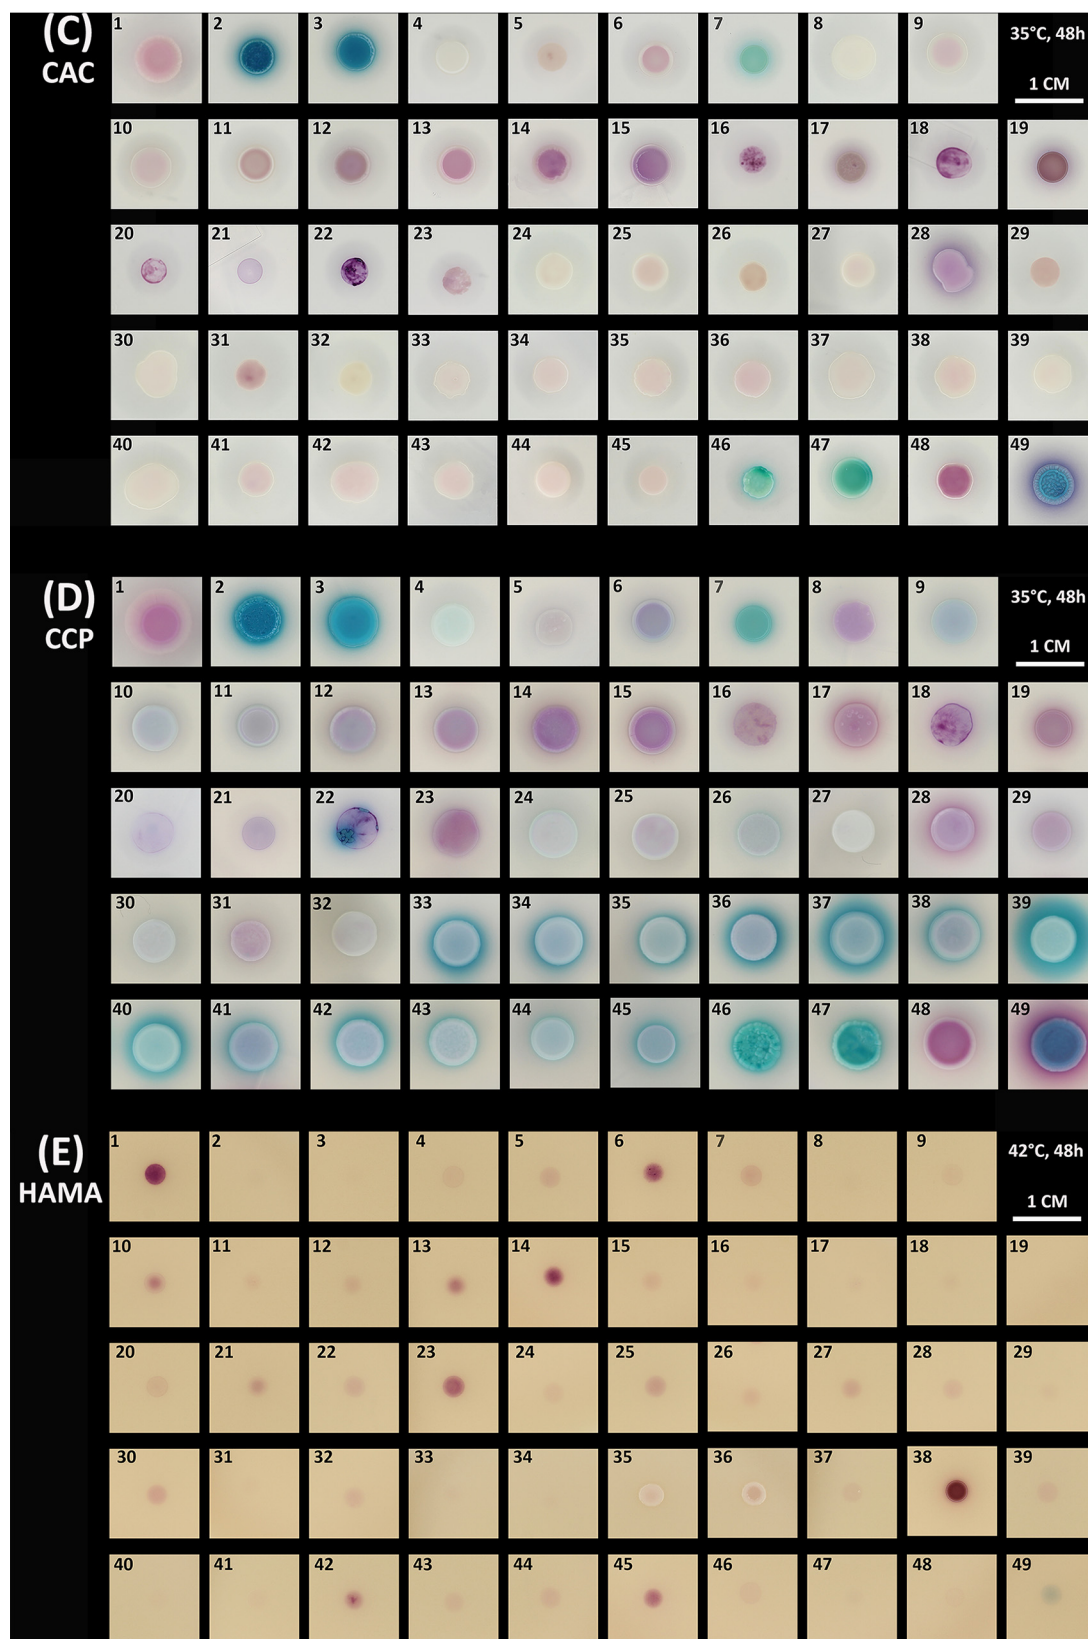 (C)
CAC
1 2 3 4 5 6 7 8 9
35°C, 48h
1 CM
10 11 12 13 14 15 16 17 18 19
20 21 22 23 24 25 26 27 28 29
30 31 32 33 34 35 36 37 38 39
40 41 42 43 44 45 46 47 48 49
(D)
CCP
1 2 3 4 5 6 7 8 9
35°C, 48h
1 CM
10 11 12 13 14 15 16 17 18 19
20 21 22 23 24 25 26 27 28 29
30 31 32 33 34 35 36 37 38 39
40 41 42 43 44 45 46 47 48 49
(E)
HAMA
1 2 3 4 5 6 7 8 9
42°C, 48h
1 CM
10 11 12 13 14 15 16 17 18 19
20 21 22 23 24 25 26 27 28 29
30 31 32 33 34 35 36 37 38 39
40 41 42 43 44 45 46 47 48 49